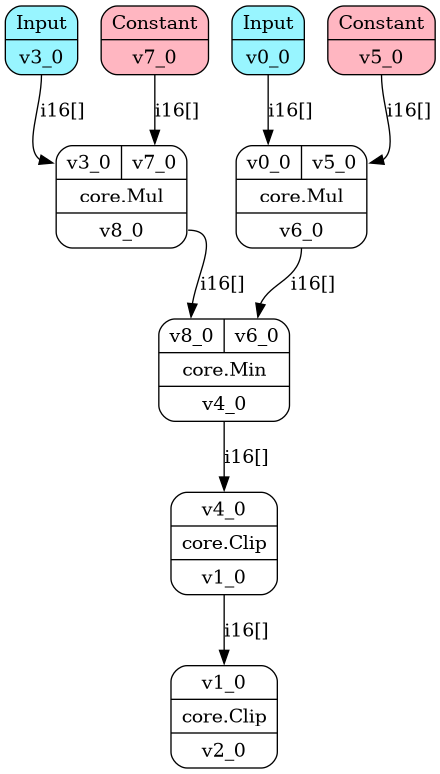 Input
v3_0
Constant
v7_0
Input
v0_0
Constant
v5_0
i16[]
i16[]
i16[]
i16[]
v3_0 v7_0
core.Mul
v8_0
v0_0 v5_0
core.Mul
v6_0
i16[]
i16[]
v8_0 v6_0
core.Min
v4_0
i16[]
v4_0
core.Clip
v1_0
i16[]
v1_0
core.Clip
v2_0